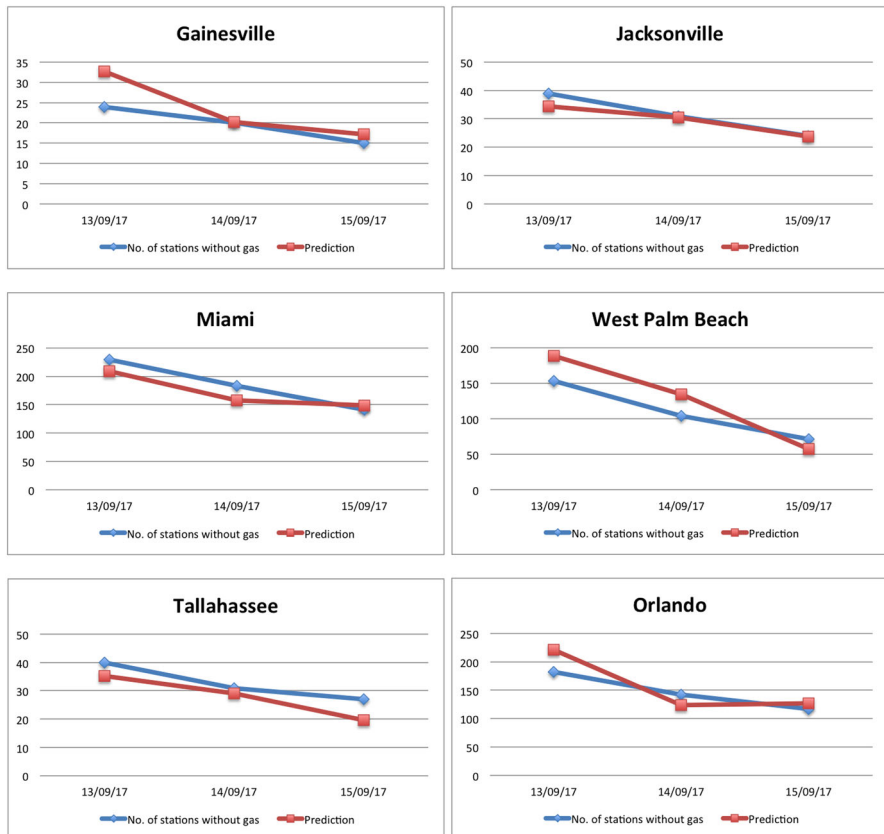 Gainesville
35
30
25
20
15
10
5
0
13/09/17 14/09/17 15/09/17
No. of stations without gas Prediction
Jacksonville
50
40
30
20
10
0
13/09/17 14/09/17 15/09/17
No. of stations without gas Prediction
Miami
250
200
150
100
50
0
13/09/17 14/09/17 15/09/17
No. of stations without gas Prediction
West Palm Beach
200
150
100
50
0
13/09/17 14/09/17 15/09/17
No. of stations without gas Prediction
Tallahassee
50
40
30
20
10
0
13/09/17 14/09/17 15/09/17
No. of stations without gas Prediction
Orlando
250
200
150
100
50
0
13/09/17 14/09/17 15/09/17
No. of stations without gas Prediction